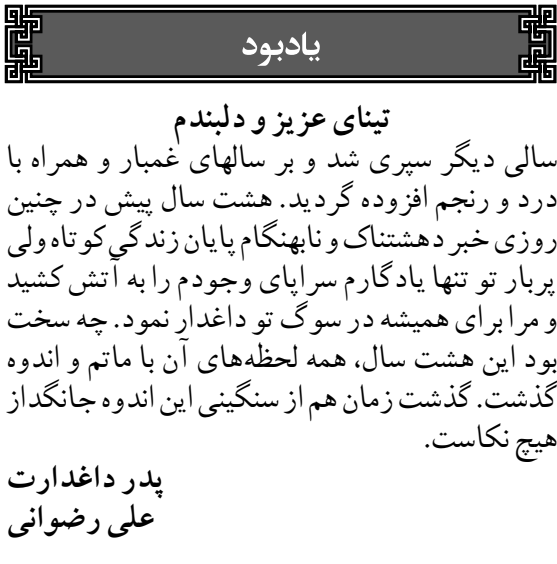 یادبود
تینای عزیز و دلبندم
سالی دیگر سپری شد و بر سالهای غمبار و همراه با
درد و رنجم افزوده گردید. هشت سال پیش در چنین
روزی خبر دهشتناک و نابهنگام پایان زندگی کوتاه ولی
پربار تو تنها یادگارم سراپای وجودم را به آتش کشید
و مرا برای همیشه در سوگ تو داغدار نمود. چه سخت
بود این هشت سال، همه لحظه‌های آن با ماتم و اندوه
گذشت. گذشت زمان هم از سنگینی این اندوه جانگداز
هیچ نکاست.
پدر داغدارت
علی رضوانی